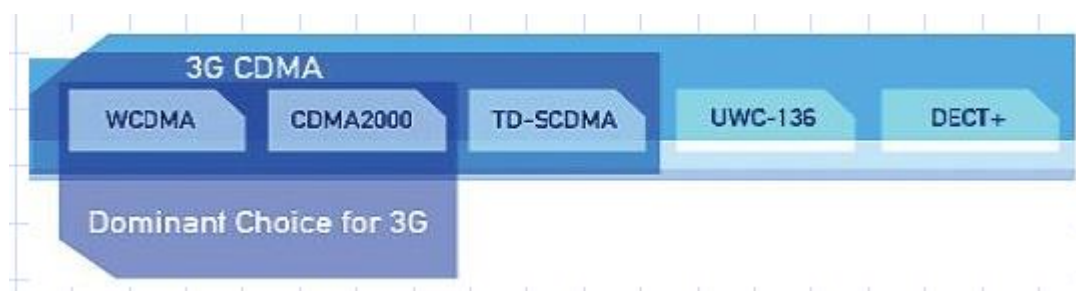 3G CDMA
WCDMA CDMA2000 TD-SCDMA UWC-136 DECT+
Dominant Choice for 3G